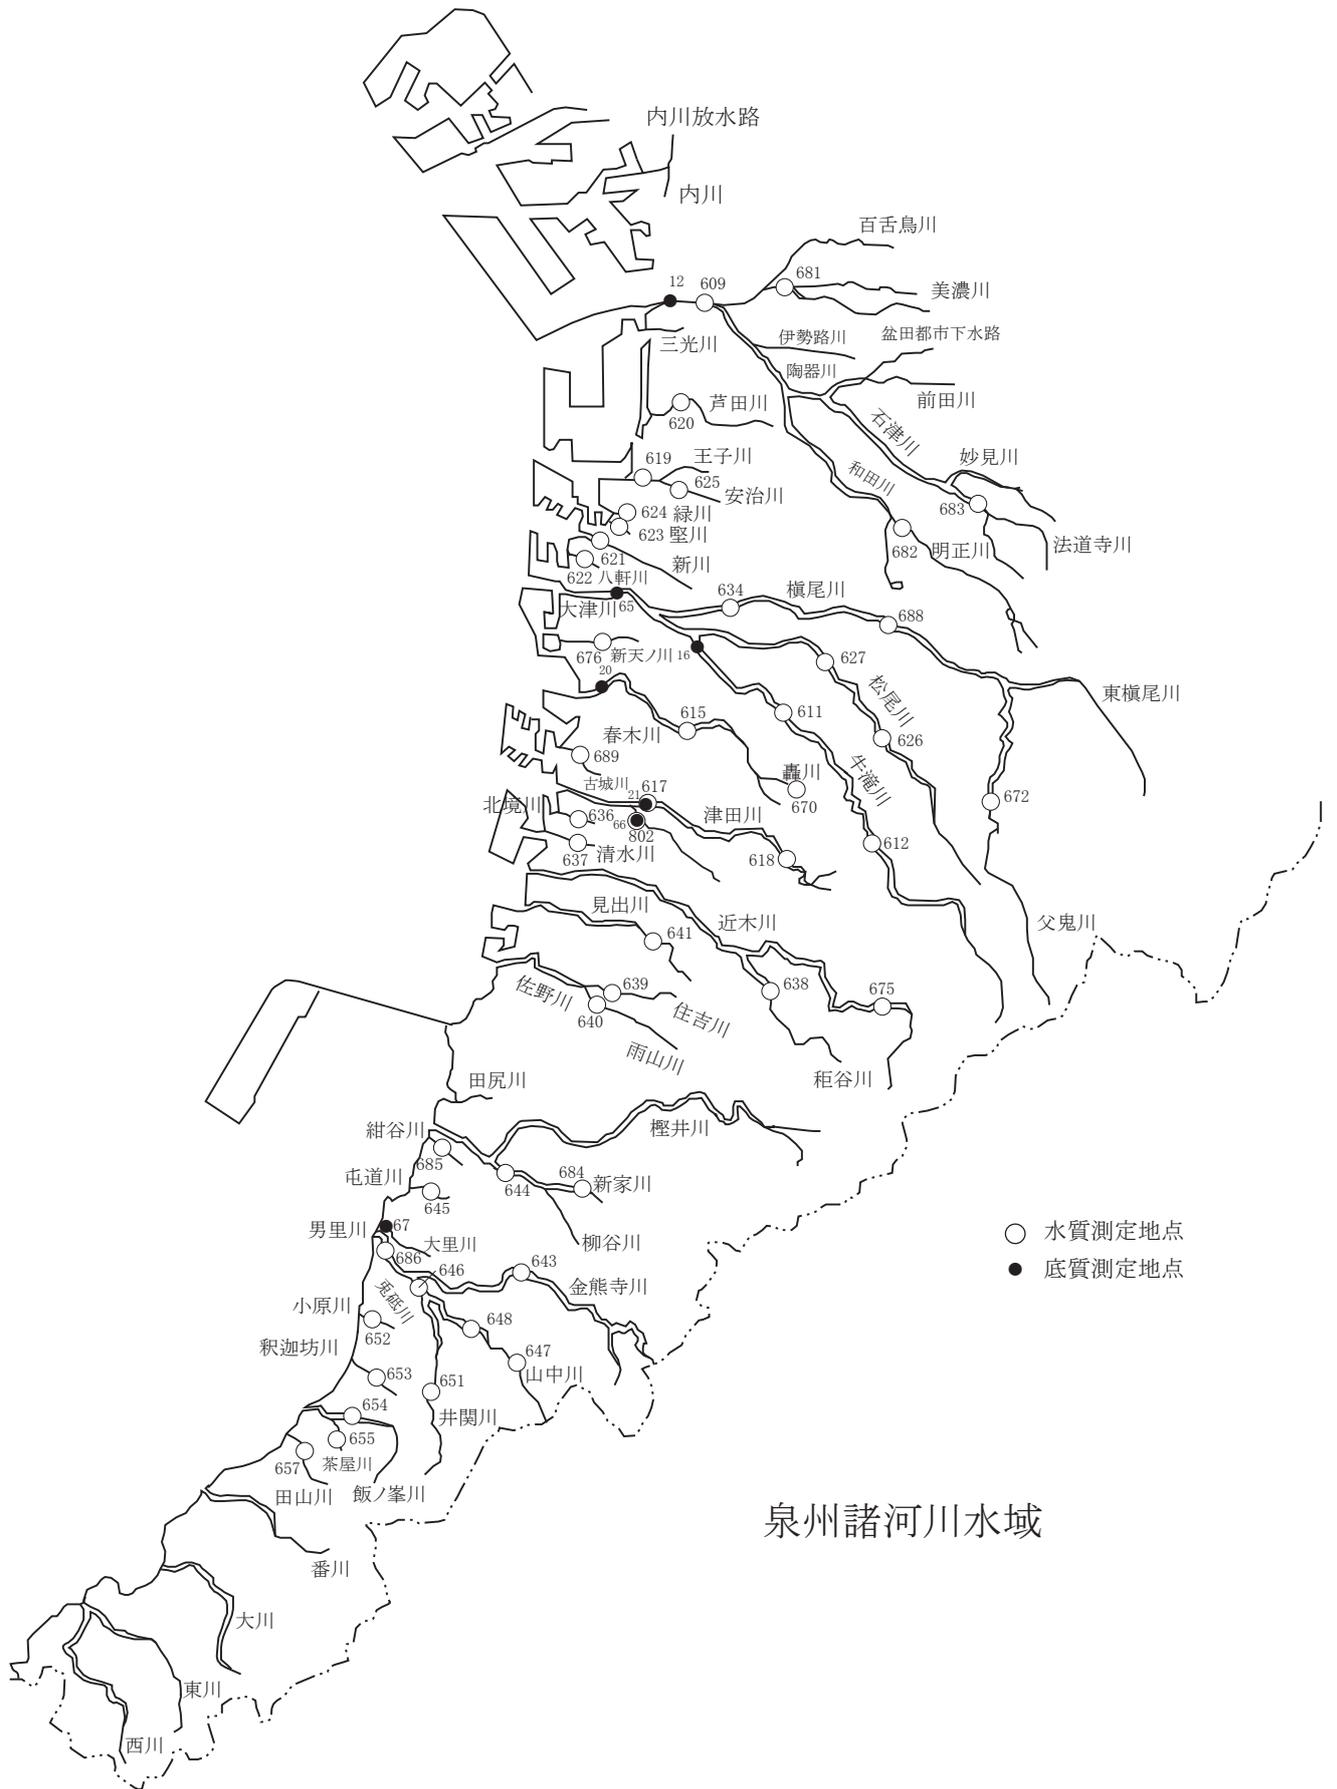 内川放水路
内川
百舌鳥川
681
美濃川
12
609
三光川
伊勢路川
盆田都市下水路
陶器川
前田川
芦田川
620
石津川
妙見川
王子川
619
625
安治川
和田川
683
624 緑川
623 堅川
682
明正川
法道寺川
621
新川
622 八軒川
大津川
65
634
槇尾川
688
676
新天ノ川
16
627
20
松尾川
東槇尾川
615
611
春木川
626
689
牛滝川
轟川
670
672
古城川
21
617
北境川
636
66
802
津田川
637
清水川
618
612
見出川
近木川
父鬼川
641
佐野川
639
640
住吉川
638
675
雨山川
秬谷川
田尻川
紺谷川
樫井川
685
屯道川
684
新家川
644
645
男里川
67
大里川
柳谷川
686
646
643
金熊寺川
兎砥川
小原川
652
648
釈迦坊川
653
647
山中川
651
654
井関川
655
657
茶屋川
田山川
飯ノ峯川
番川
大川
東川
西川
水質測定地点
底質測定地点
泉州諸河川水域